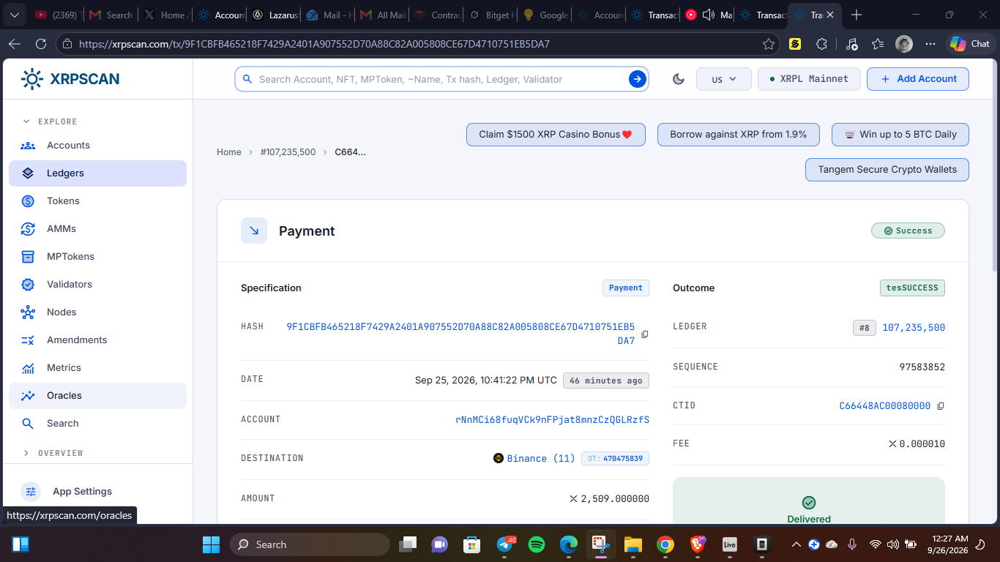 (2369)
Search
Home /
Accoun
Lazarus
Mail - H
All Mail
Contrac
Bitget H
Google
Accoun
Transac
Ma
Transac
Tra
https://xrpscan.com/tx/9F1CBFB465218F7429A2401A907552D70A88C82A005808CE67D4710751EB5DA7
Chat
XRPSCAN
Search Account, NFT, MPToken, ~Name, Tx hash, Ledger, Validator
us
XRPL Mainnet
+ Add Account
EXPLORE
Accounts
Ledgers
Tokens
AMMs
MPTokens
Validators
Nodes
Amendments
Metrics
Oracles
Search
OVERVIEW
App Settings
https://xrpscan.com/oracles
Claim $1500 XRP Casino Bonus❤️
Borrow against XRP from 1.9%
🎰 Win up to 5 BTC Daily
Home > #107,235,500 > C664...
Tangem Secure Crypto Wallets
Payment
Success
Specification
Payment
HASH
9F1CBFB465218F7429A2401A907552D70A88C82A005808CE67D4710751EB5
DA7
DATE
Sep 25, 2026, 10:41:22 PM UTC
46 minutes ago
ACCOUNT
rNnMCi68fuqVCk9nFPjat8mnzCzQGLRzfS
DESTINATION
Binance (11)
DT: 470475839
AMOUNT
2,509.000000
Outcome
tesSUCCESS
LEDGER
#8
107,235,500
SEQUENCE
97583852
CTID
C66448AC00080000
FEE
0.000010
Delivered
Search
40
Live
12:27 AM
9/26/2026